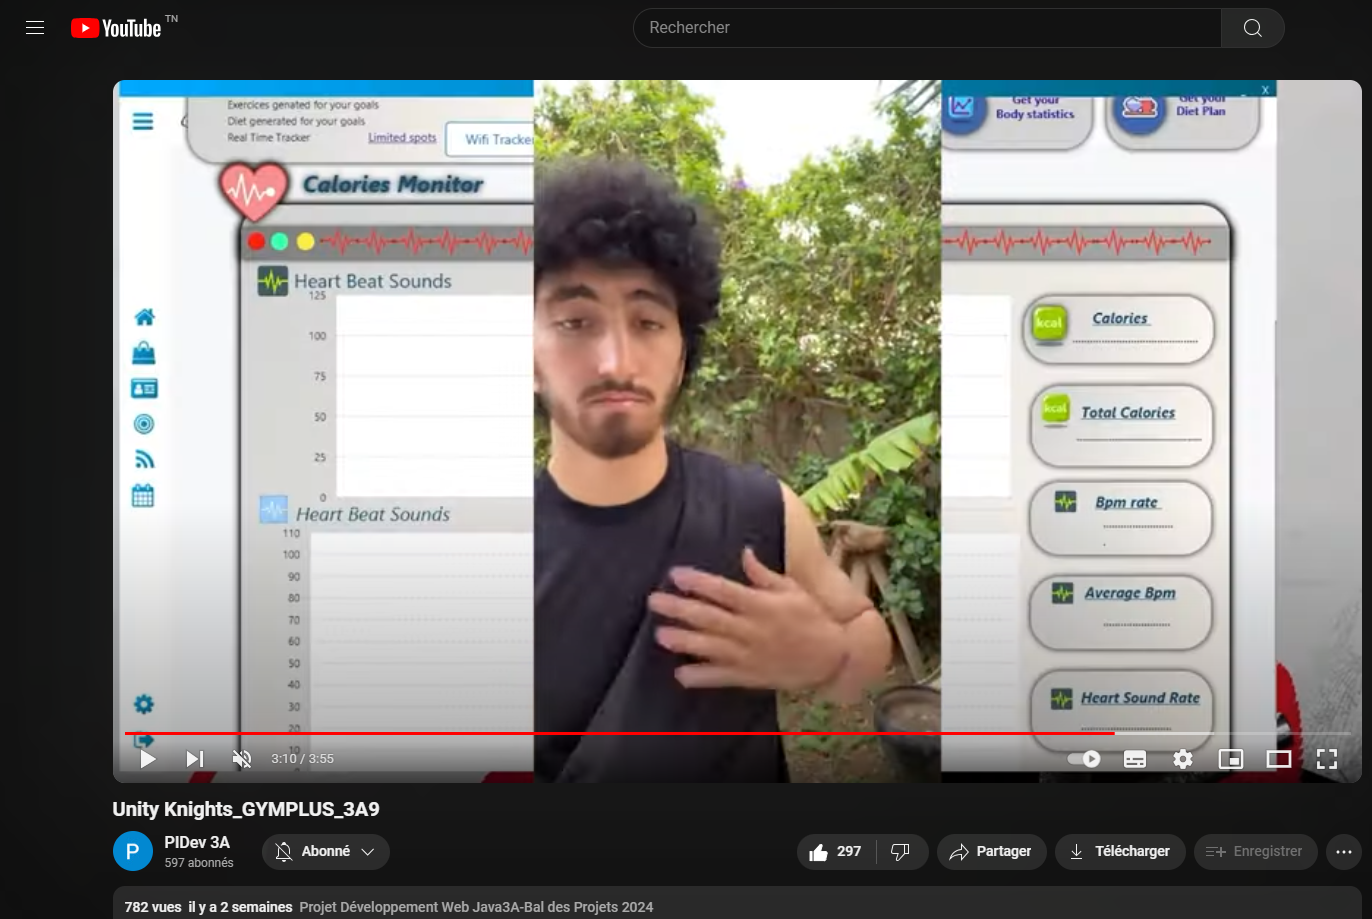 YouTube TN
Rechercher
Exercices genated for your goals
Diet generated for your goals
Real Time Tracker
Limited spots
Wifi Tracke
Get your
Body statistics
Get your
Diet Plan
X
Calories Monitor
Heart Beat Sounds
125
100
75
50
25
0
Heart Beat Sounds
110
100
90
80
70
60
50
40
30
20
10
kcal
Calories
kcal
Total Calories
Bpm rate
Average Bpm
Heart Sound Rate
3:10 / 3:55
Unity Knights_GYMPLUS_3A9
P
PIDev 3A
597 abonnés
Abonné
297
Partager
Télécharger
Enregistrer
782 vues il y a 2 semaines Projet Développement Web Java3A-Bal des Projets 2024